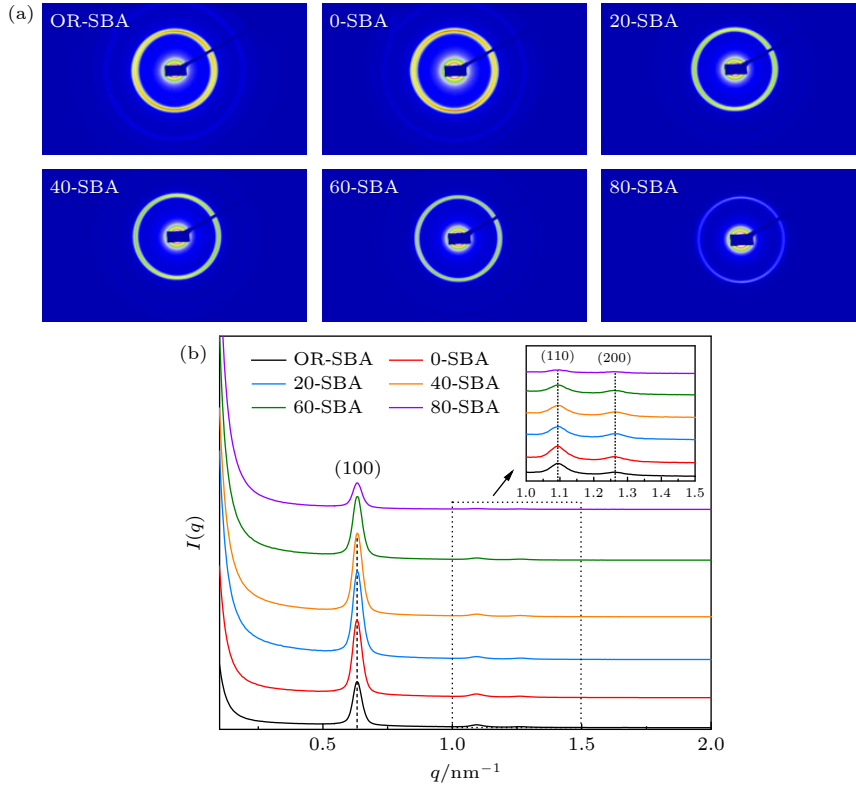 (a)
OR-SBA
0-SBA
20-SBA
40-SBA
60-SBA
80-SBA
(b)
OR-SBA
0-SBA
20-SBA
40-SBA
60-SBA
80-SBA
(110)
(200)
1.0 1.1 1.2 1.3 1.4 1.5
(100)
I(q)
0.5 1.0 1.5 2.0
q/nm⁻¹